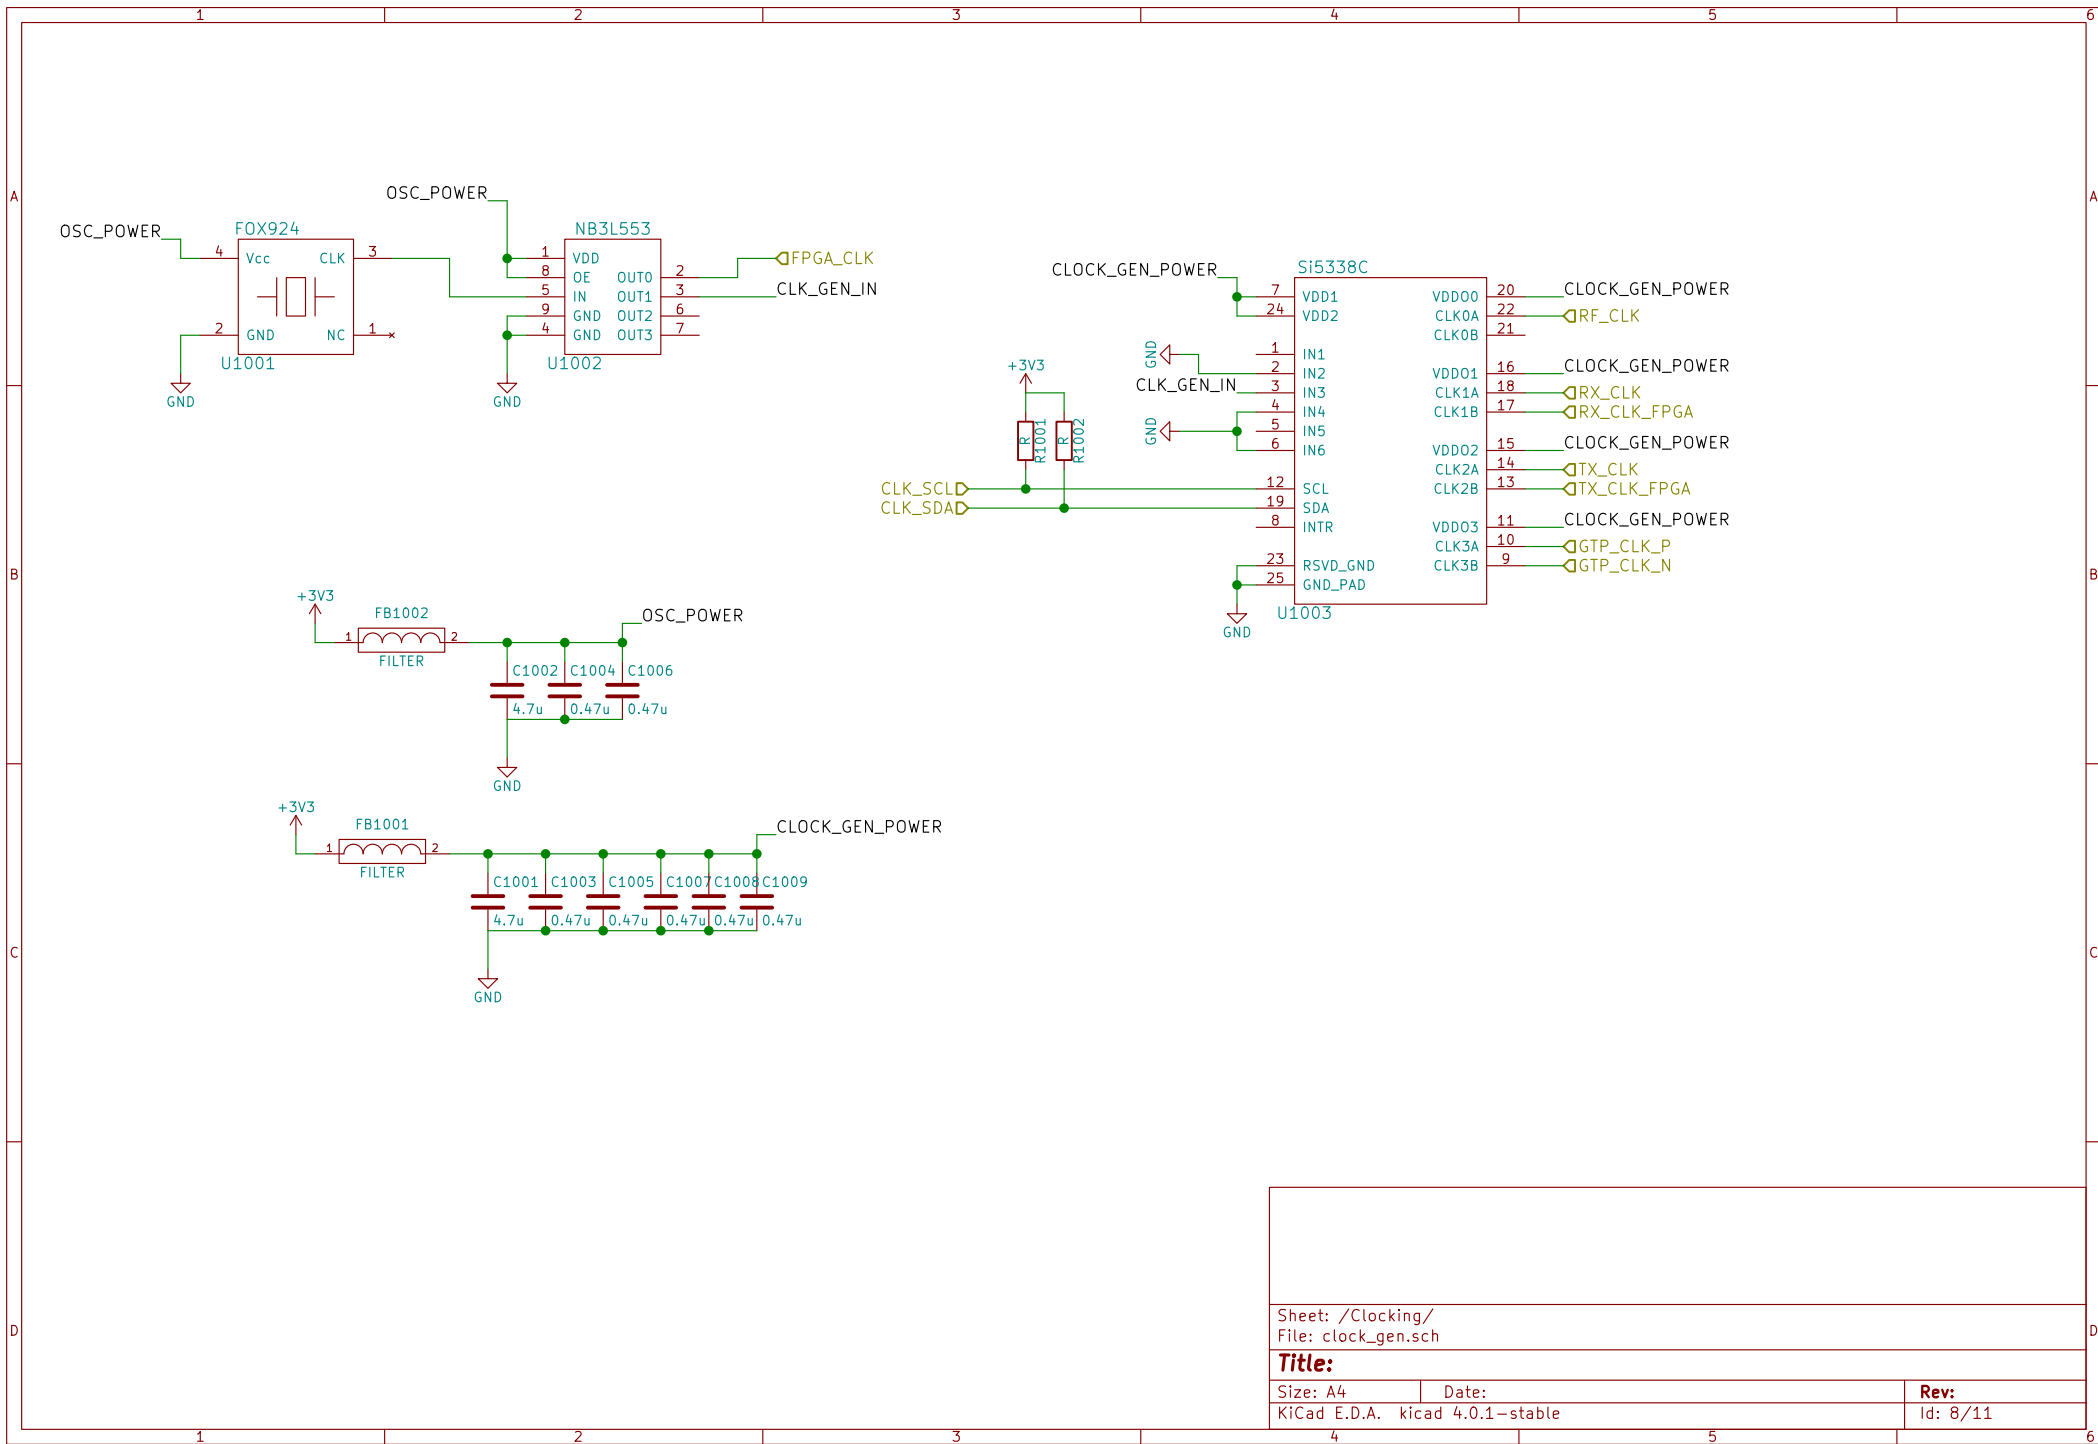 1 2 3 4 5 6
A
A
OSC_POWER
FOX924
4 Vcc CLK 3
2 GND NC 1
U1001
GND
OSC_POWER
NB3L553
1 VDD
8 OE OUT0 2
5 IN OUT1 3
9 GND OUT2 6
4 GND OUT3 7
U1002
GND
FPGA_CLK
CLK_GEN_IN
CLOCK_GEN_POWER
Si5338C
7 VDD1 VDDO0 20 CLOCK_GEN_POWER
24 VDD2 CLK0A 22 RF_CLK
CLK0B 21
GND
1 IN1
2 IN2 VDDO1 16 CLOCK_GEN_POWER
CLK_GEN_IN
3 IN3 CLK1A 18 RX_CLK
4 IN4 CLK1B 17 RX_CLK_FPGA
GND
5 IN5
6 IN6 VDDO2 15 CLOCK_GEN_POWER
CLK2A 14 TX_CLK
+3V3
R R1001
R R1002
CLK_SCL 12 SCL CLK2B 13 TX_CLK_FPGA
CLK_SDA 19 SDA
8 INTR VDDO3 11 CLOCK_GEN_POWER
CLK3A 10 GTP_CLK_P
23 RSVD_GND CLK3B 9 GTP_CLK_N
25 GND_PAD
U1003
GND
B
B
+3V3
FB1002
1 2
FILTER
OSC_POWER
C1002 C1004 C1006
4.7u 0.47u 0.47u
GND
+3V3
FB1001
1 2
FILTER
CLOCK_GEN_POWER
C1001 C1003 C1005 C1007 C1008 C1009
4.7u 0.47u 0.47u 0.47u 0.47u 0.47u
GND
C
C
D
D
Sheet: /Clocking/
File: clock_gen.sch
Title:
Size: A4 Date: Rev:
KiCad E.D.A. kicad 4.0.1-stable Id: 8/11
1 2 3 4 5 6